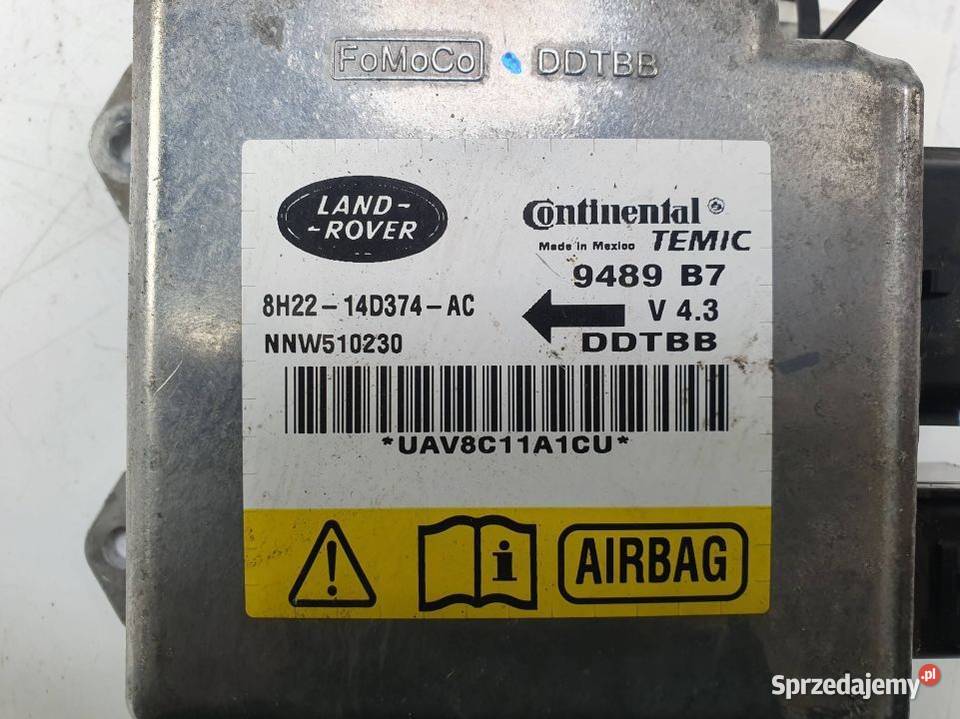 FoMoCo DDTBB
LAND-
-ROVER
Continental
Made in Mexico TEMIC
9489 B7
8H22-14D374-AC
V 4.3
NNW510230
DDTBB
*UAV8C11A1CU*
i
AIRBAG
Sprzedajemy.pl